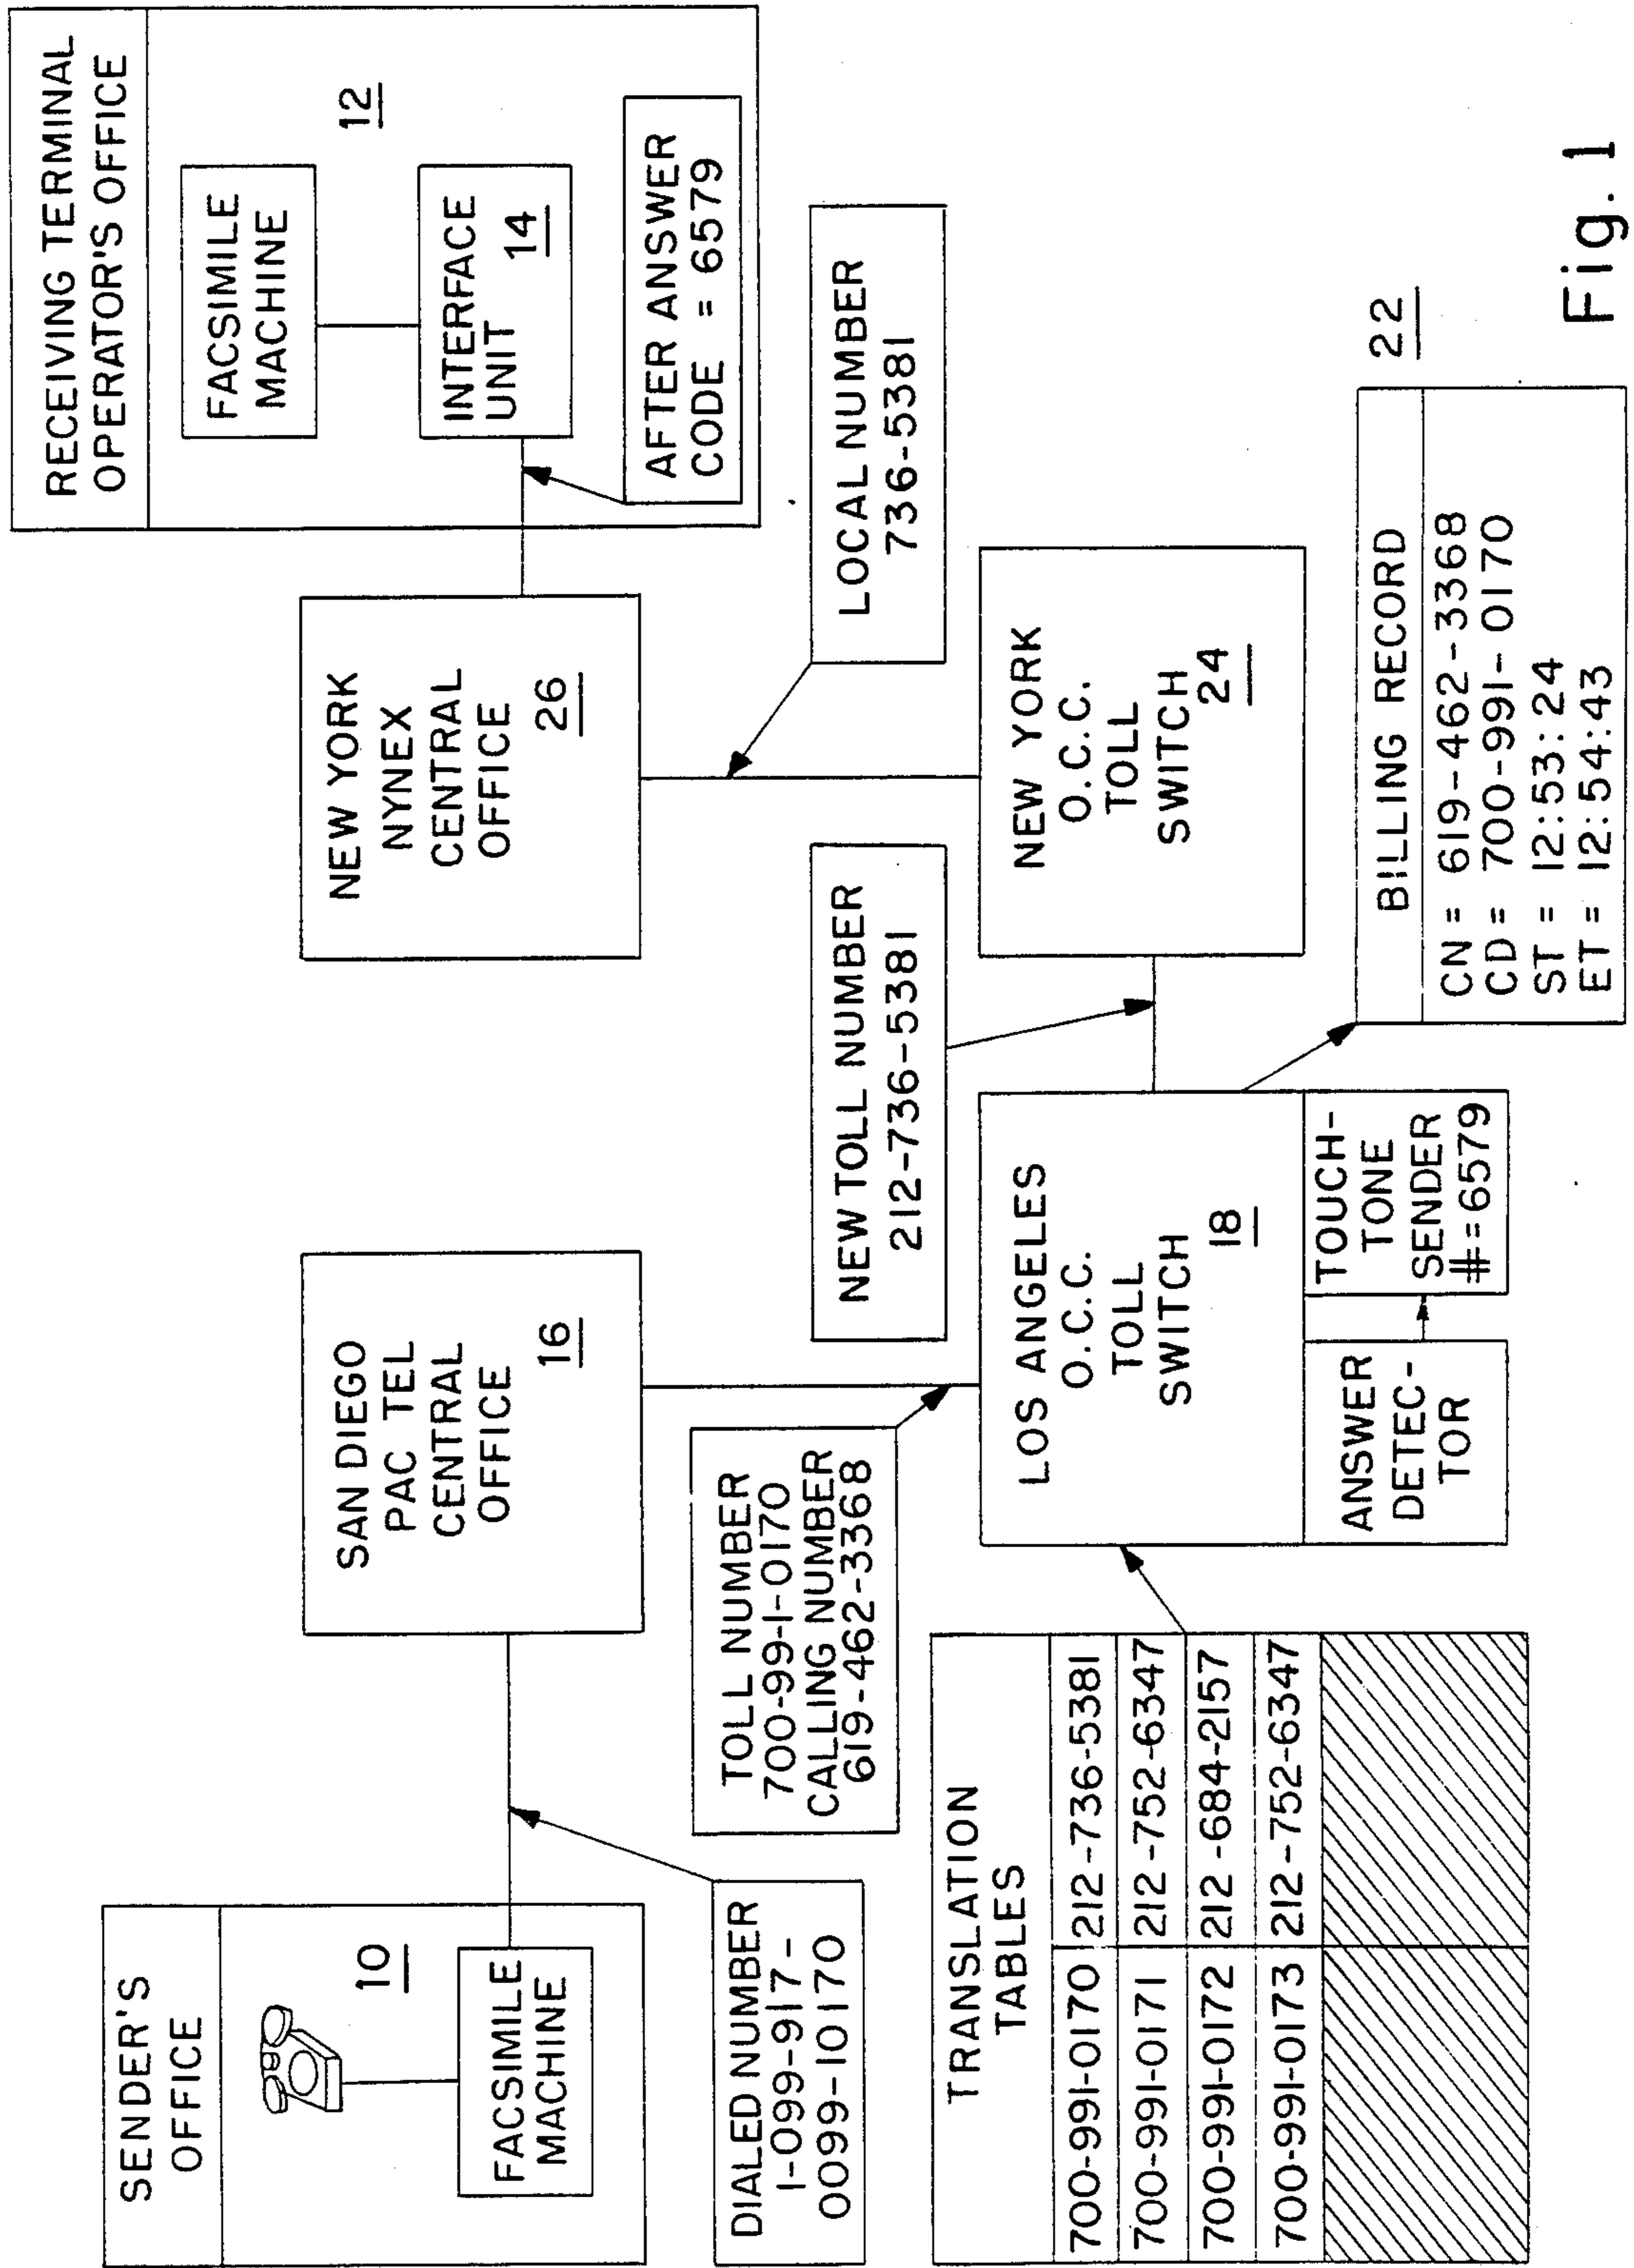 SENDER'S
OFFICE
10
FACSIMILE
MACHINE
DIALED NUMBER
1-099-917-
0099-10170
SAN DIEGO
PAC TEL
CENTRAL
OFFICE
16
TOLL NUMBER
700-99-1-0170
CALLING NUMBER
619-462-3368
TRANSLATION
TABLES
700-991-0170 212-736-5381
700-991-0171 212-752-6347
700-991-0172 212-684-2157
700-991-0173 212-752-6347
LOS ANGELES
O.C.C.
TOLL
SWITCH
18
ANSWER
DETEC-
TOR
TOUCH-
TONE
SENDER
#=6579
NEW TOLL NUMBER
212-736-5381
NEW YORK
NYNEX
CENTRAL
OFFICE
26
NEW YORK
O.C.C.
TOLL
SWITCH
24
LOCAL NUMBER
736-5381
RECEIVING TERMINAL
OPERATOR'S OFFICE
FACSIMILE
MACHINE
12
INTERFACE
UNIT
14
AFTER ANSWER
CODE = 6579
BILLING RECORD
CN = 619-462-3368
CD = 700-991-0170
ST = 12:53:24
ET = 12:54:43
22
Fig. 1